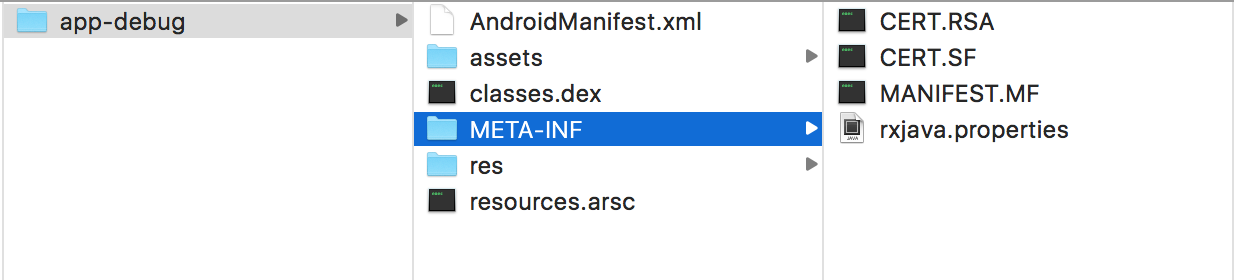 app-debug
AndroidManifest.xml
assets
classes.dex
META-INF
res
resources.arsc
CERT.RSA
CERT.SF
MANIFEST.MF
rxjava.properties
JAVA